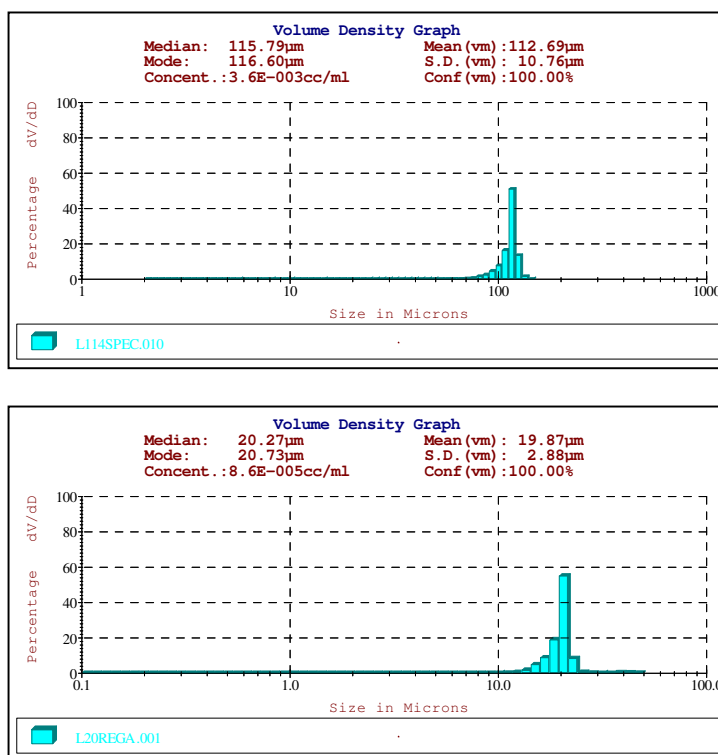 Volume Density Graph
Median: 115.79µm Mean(vm):112.69µm
Mode: 116.60µm S.D.(vm): 10.76µm
Concent.:3.6E-003cc/ml Conf(vm):100.00%
Percentage dV/dD
100
80
60
40
20
0
1 10 100 1000
Size in Microns
L114SPEC.010
Volume Density Graph
Median: 20.27µm Mean(vm): 19.87µm
Mode: 20.73µm S.D.(vm): 2.88µm
Concent.:8.6E-005cc/ml Conf(vm):100.00%
Percentage dV/dD
100
80
60
40
20
0
0.1 1.0 10.0 100.0
Size in Microns
L20REGA.001